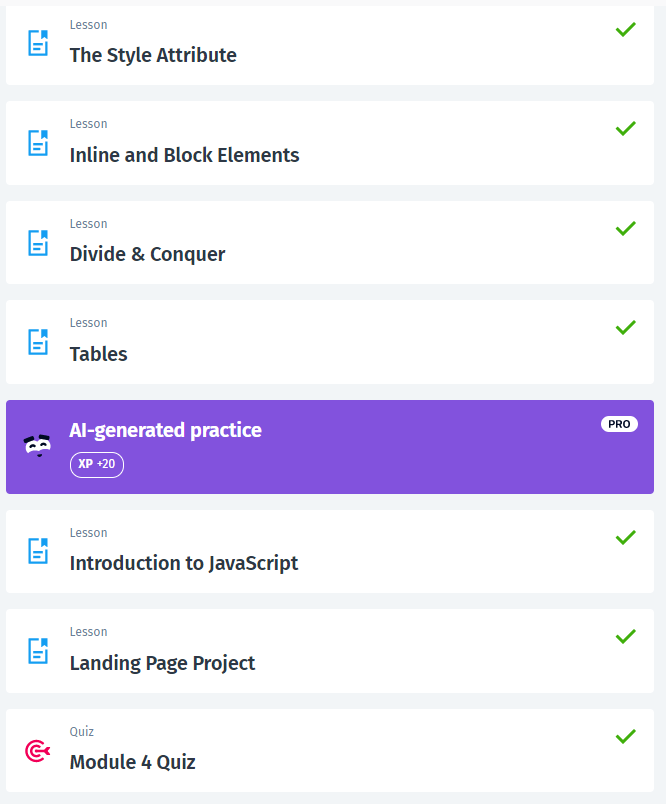 Lesson
The Style Attribute
Lesson
Inline and Block Elements
Lesson
Divide & Conquer
Lesson
Tables
AI-generated practice
PRO
XP +20
Lesson
Introduction to JavaScript
Lesson
Landing Page Project
Quiz
Module 4 Quiz